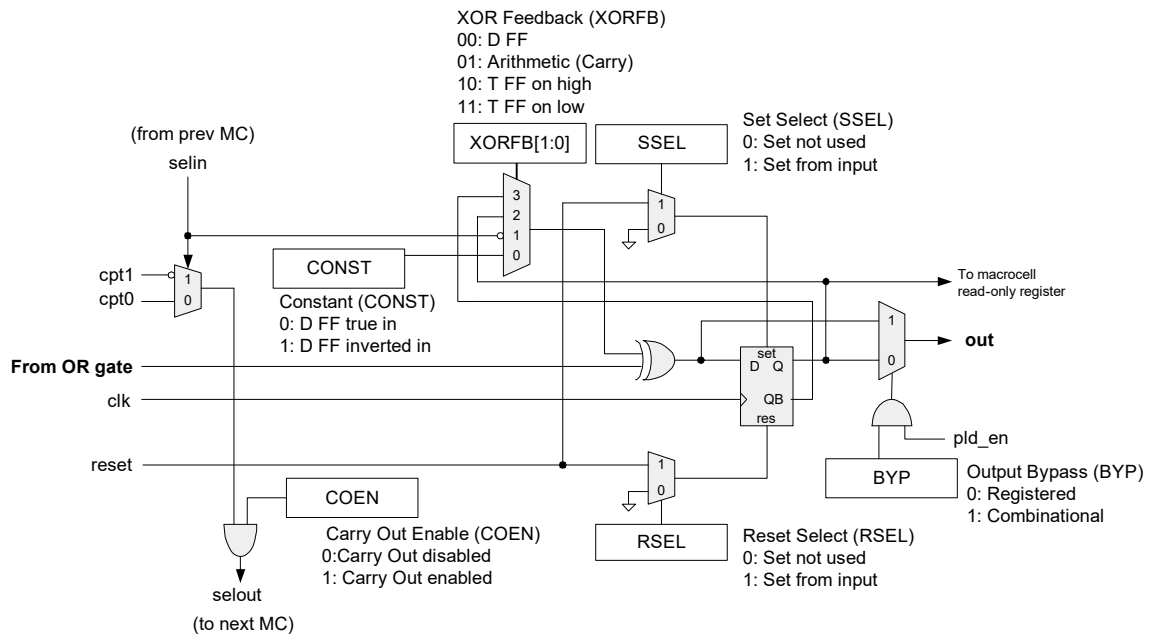 XOR Feedback (XORFB)
00: D FF
01: Arithmetic (Carry)
10: T FF on high
11: T FF on low
(from prev MC)
selin
XORFB[1:0]
SSEL
Set Select (SSEL)
0: Set not used
1: Set from input
3
2
1
0
1
0
cpt1
cpt0
1
0
CONST
Constant (CONST)
0: D FF true in
1: D FF inverted in
To macrocell
read-only register
1
0
out
From OR gate
set
D Q
QB
res
clk
pld_en
reset
1
0
BYP
Output Bypass (BYP)
0: Registered
1: Combinational
COEN
Carry Out Enable (COEN)
0:Carry Out disabled
1: Carry Out enabled
RSEL
Reset Select (RSEL)
0: Set not used
1: Set from input
selout
(to next MC)